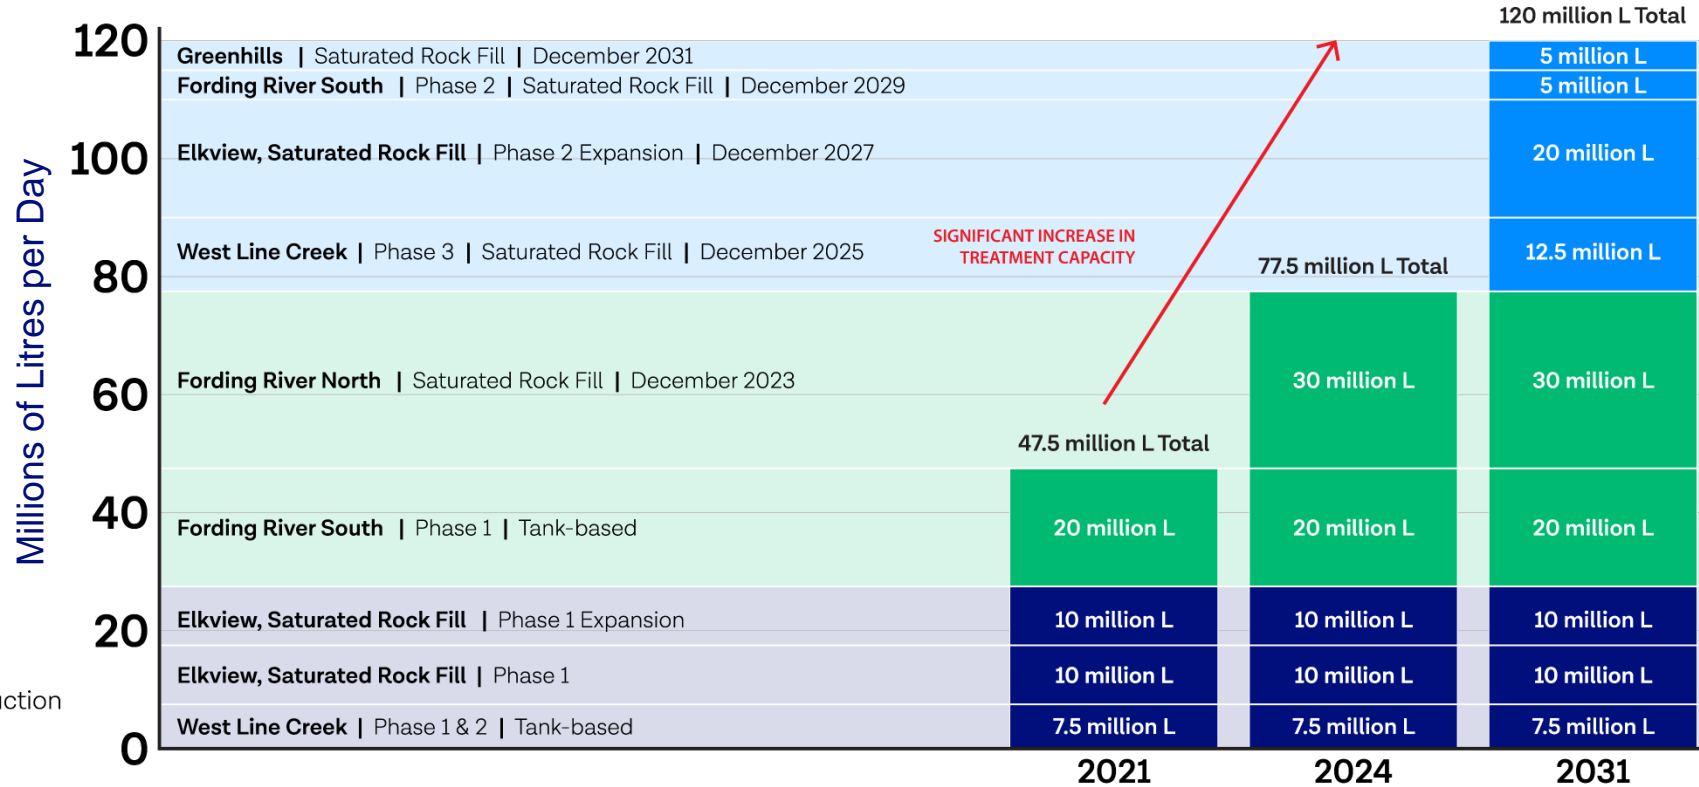 120 million L Total
120
Greenhills | Saturated Rock Fill | December 2031
5 million L
Fording River South | Phase 2 | Saturated Rock Fill | December 2029
5 million L
100
Elkview, Saturated Rock Fill | Phase 2 Expansion | December 2027
20 million L
SIGNIFICANT INCREASE IN
TREATMENT CAPACITY
West Line Creek | Phase 3 | Saturated Rock Fill | December 2025
12.5 million L
77.5 million L Total
80
Millions of Litres per Day
Fording River North | Saturated Rock Fill | December 2023
30 million L
30 million L
60
47.5 million L Total
40
Fording River South | Phase 1 | Tank-based
20 million L
20 million L
20 million L
Elkview, Saturated Rock Fill | Phase 1 Expansion
10 million L
10 million L
10 million L
20
Elkview, Saturated Rock Fill | Phase 1
10 million L
10 million L
10 million L
West Line Creek | Phase 1 & 2 | Tank-based
7.5 million L
7.5 million L
7.5 million L
0
2021
2024
2031